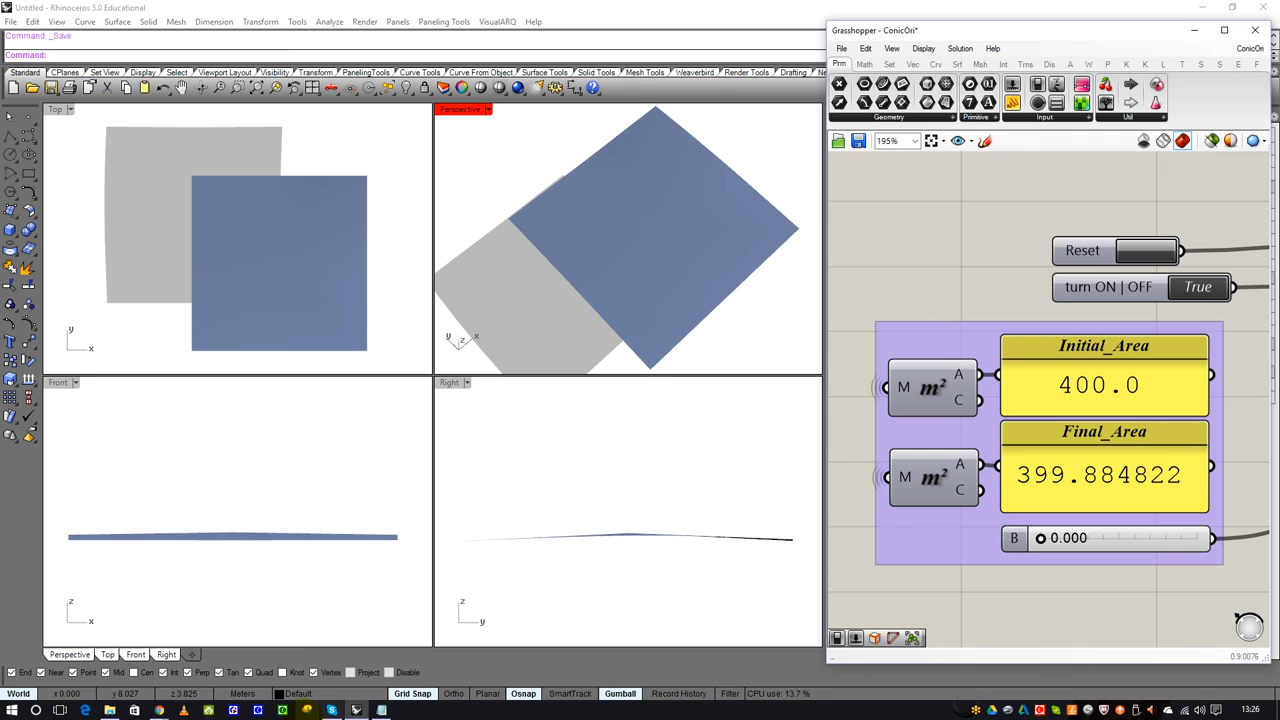 Untitled - Rhinoceros 5.0 Educational
File Edit View Curve Surface Solid Mesh Dimension Transform Tools Analyze Render Panels Paneling Tools VisualARQ Help
Command: _Save
Command:
Standard CPlanes Set View Display Select Viewport Layout Visibility Transform PanelingTools Curve Tools Curve From Object Surface Tools Solid Tools Mesh Tools Weaverbird Render Tools Drafting Ne
Top
Perspective
Front
Right
y
x
y
z
x
z
x
z
y
Perspective Top Front Right
End Near Point Mid Cen Int Perp Tan Quad Knot Vertex Project Disable
World x 0.000 y 8.027 z 3.825 Meters Default Grid Snap Ortho Planar Osnap SmartTrack Gumball Record History Filter CPU use: 13.7 %
Grasshopper - ConicOri*
File Edit View Display Solution Help ConicOri
Prm Math Set Vec Crv Srf Msh Int Trns Dis A W M K H P L T S U E F
Geometry Primitive Input Util
195%
Reset
turn ON | OFF True
Initial_Area
M m² A C
400.0
Final_Area
M m² A C
399.884822
B 0.000
0.9.0076
13:26